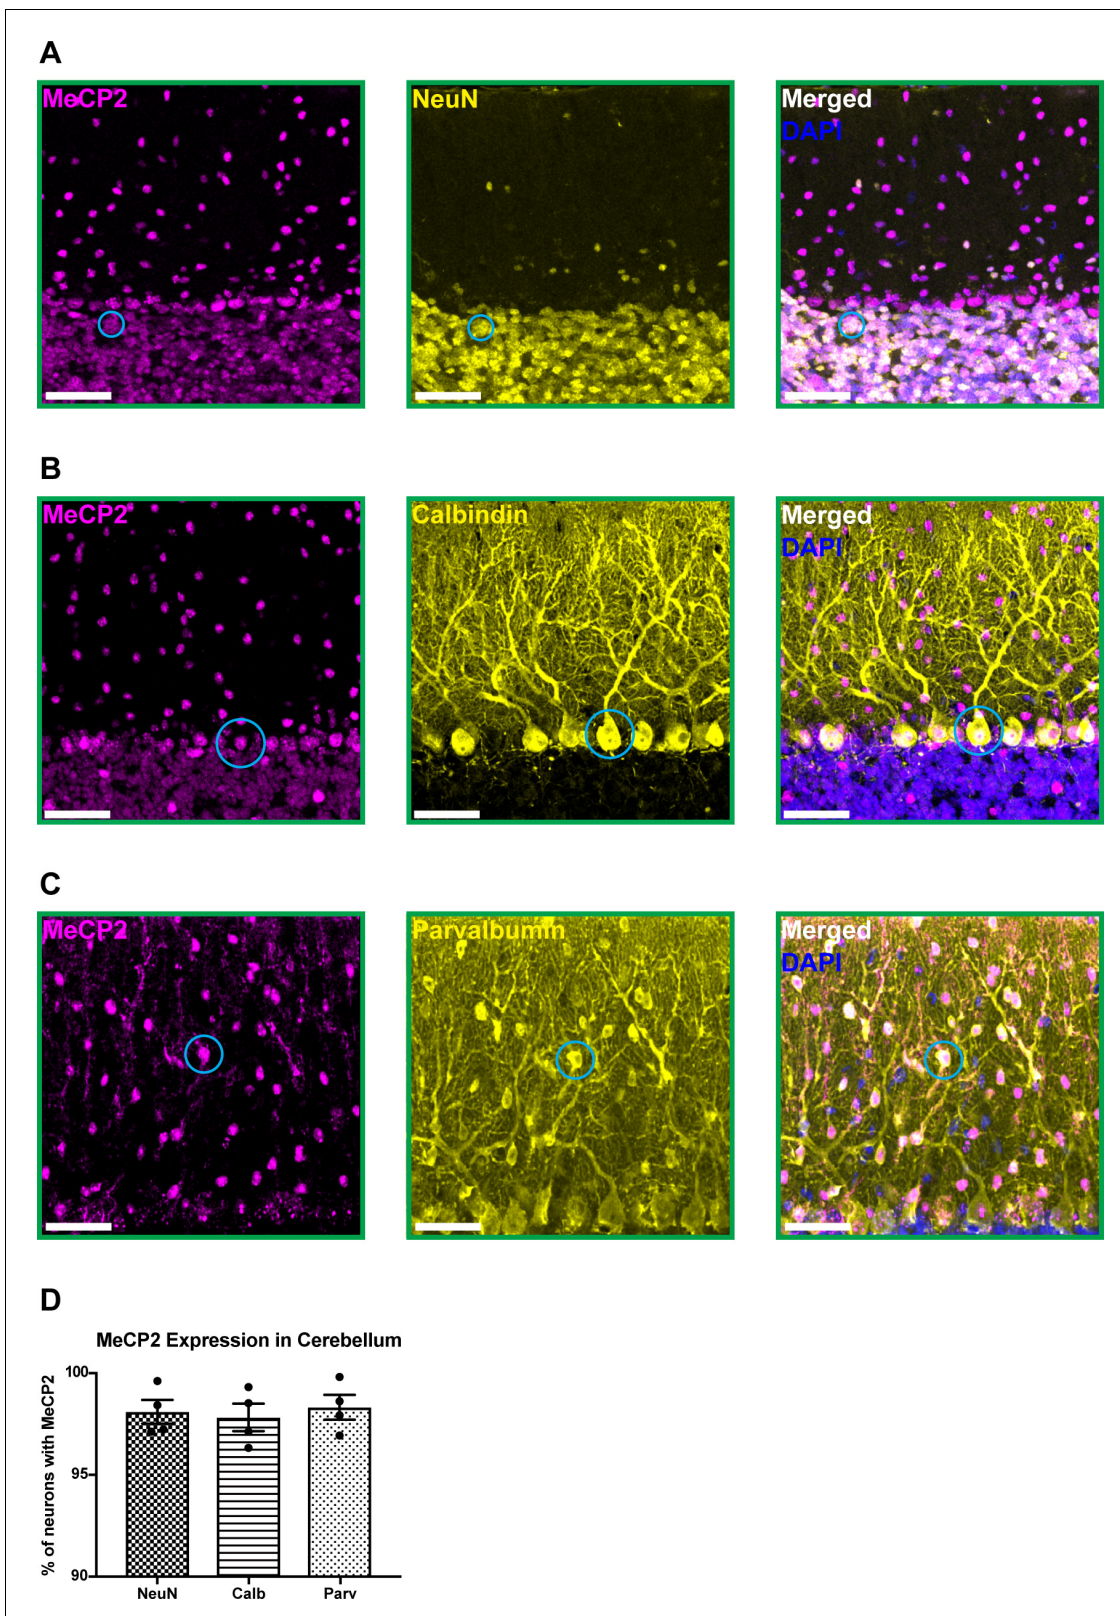 A
MeCP2
NeuN
Merged
DAPI
B
MeCP2
Calbindin
Merged
DAPI
C
MeCP2
Parvalbumin
Merged
DAPI
D
MeCP2 Expression in Cerebellum
% of neurons with MeCP2
100
95
90
NeuN Calb Parv